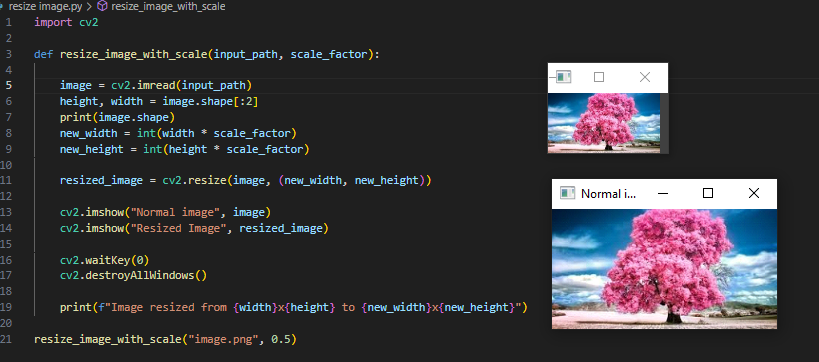 resize image.py > resize_image_with_scale
1 import cv2
2
3 def resize_image_with_scale(input_path, scale_factor):
4
5 image = cv2.imread(input_path)
6 height, width = image.shape[:2]
7 print(image.shape)
8 new_width = int(width * scale_factor)
9 new_height = int(height * scale_factor)
10
11 resized_image = cv2.resize(image, (new_width, new_height))
12
13 cv2.imshow("Normal image", image)
14 cv2.imshow("Resized Image", resized_image)
15
16 cv2.waitKey(0)
17 cv2.destroyAllWindows()
18
19 print(f"Image resized from {width}x{height} to {new_width}x{new_height}")
20
21 resize_image_with_scale("image.png", 0.5)
Normal i...